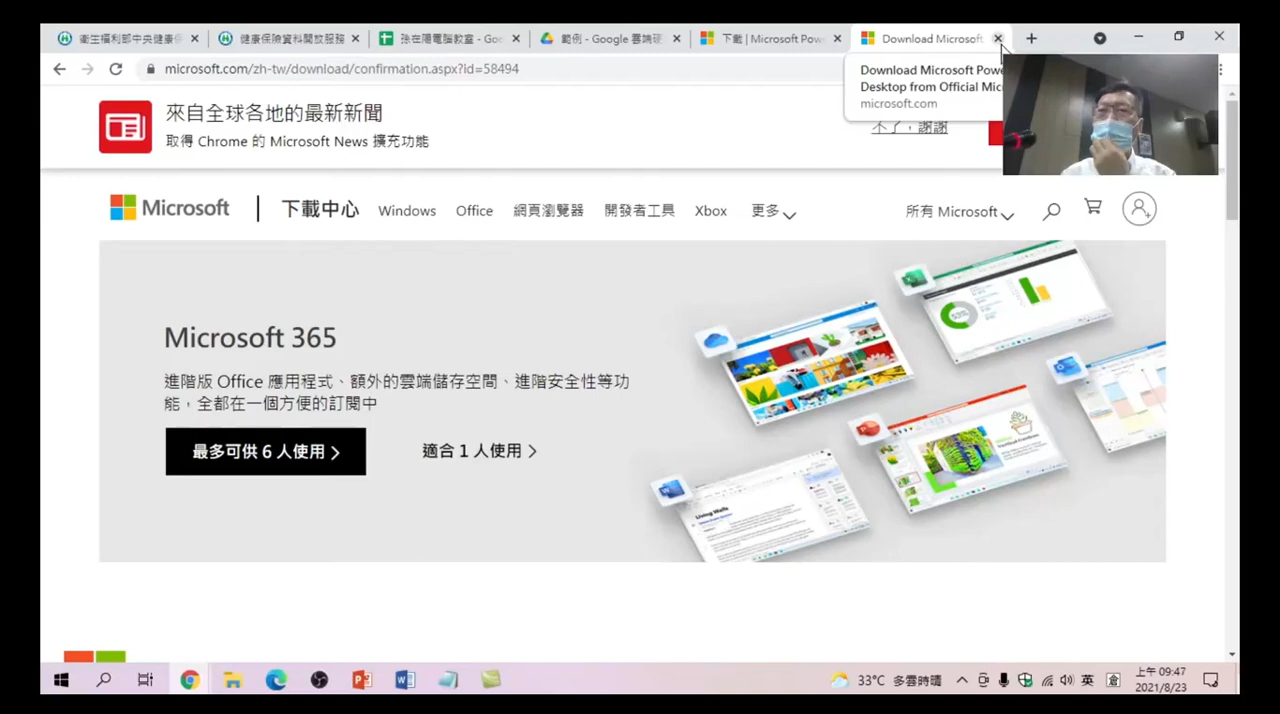 衛生福利部中央健康保
健康保險資料開放服務
孫在陽電腦教室 - Goo
範例 - Google 雲端硬
下載 | Microsoft Pow
Download Microsoft
microsoft.com/zh-tw/download/confirmation.aspx?id=58494
Download Microsoft Powe
Desktop from Official Mic
microsoft.com
來自全球各地的最新新聞
取得 Chrome 的 Microsoft News 擴充功能
不了，謝謝
Microsoft
下載中心
Windows
Office
網頁瀏覽器
開發者工具
Xbox
更多
所有 Microsoft
Microsoft 365
進階版 Office 應用程式、額外的雲端儲存空間、進階安全性等功
能，全都在一個方便的訂閱中
最多可供 6 人使用
適合 1 人使用
33°C 多雲時晴
英
倉
上午 09:47
2021/8/23